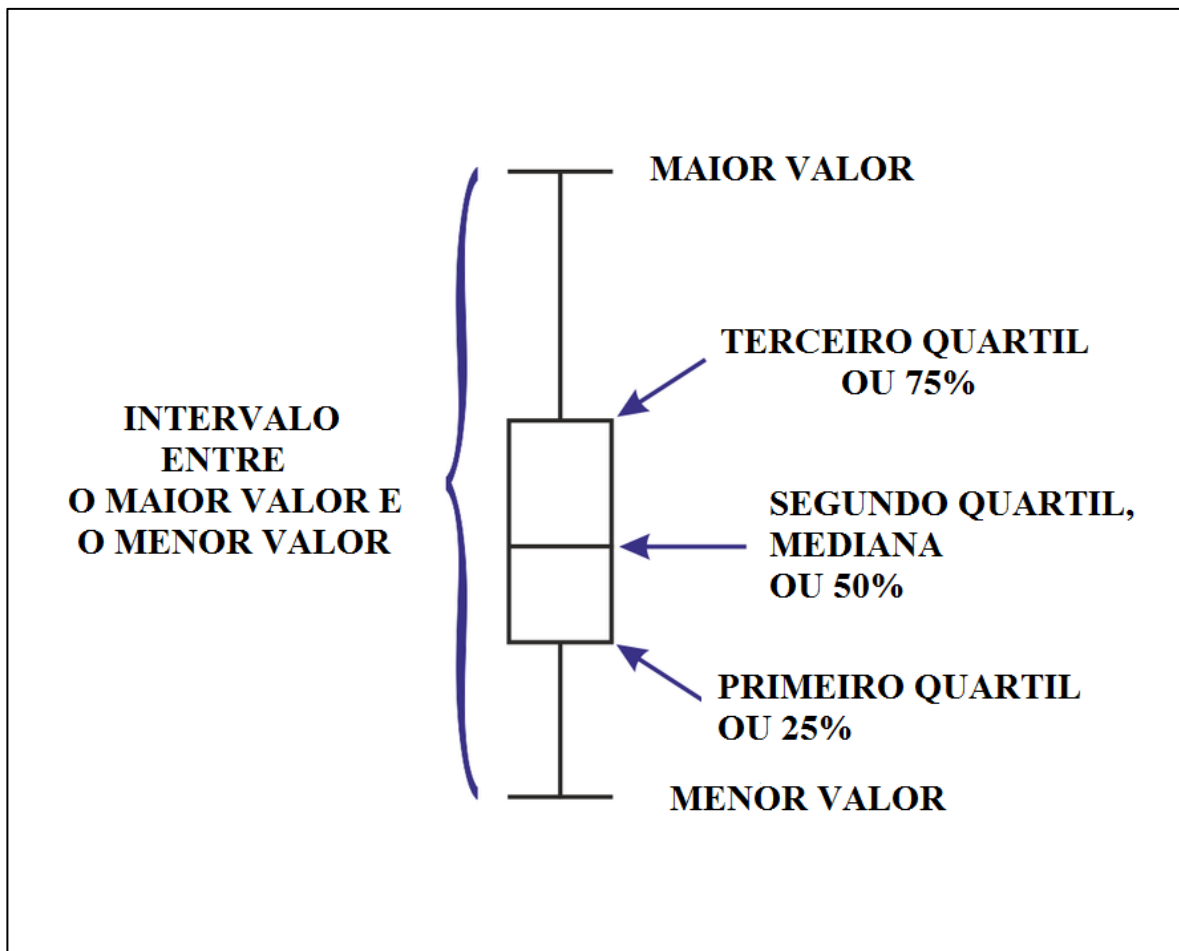 MAIOR VALOR
TERCEIRO QUARTIL
OU 75%
INTERVALO
ENTRE
O MAIOR VALOR E
O MENOR VALOR
SEGUNDO QUARTIL,
MEDIANA
OU 50%
PRIMEIRO QUARTIL
OU 25%
MENOR VALOR